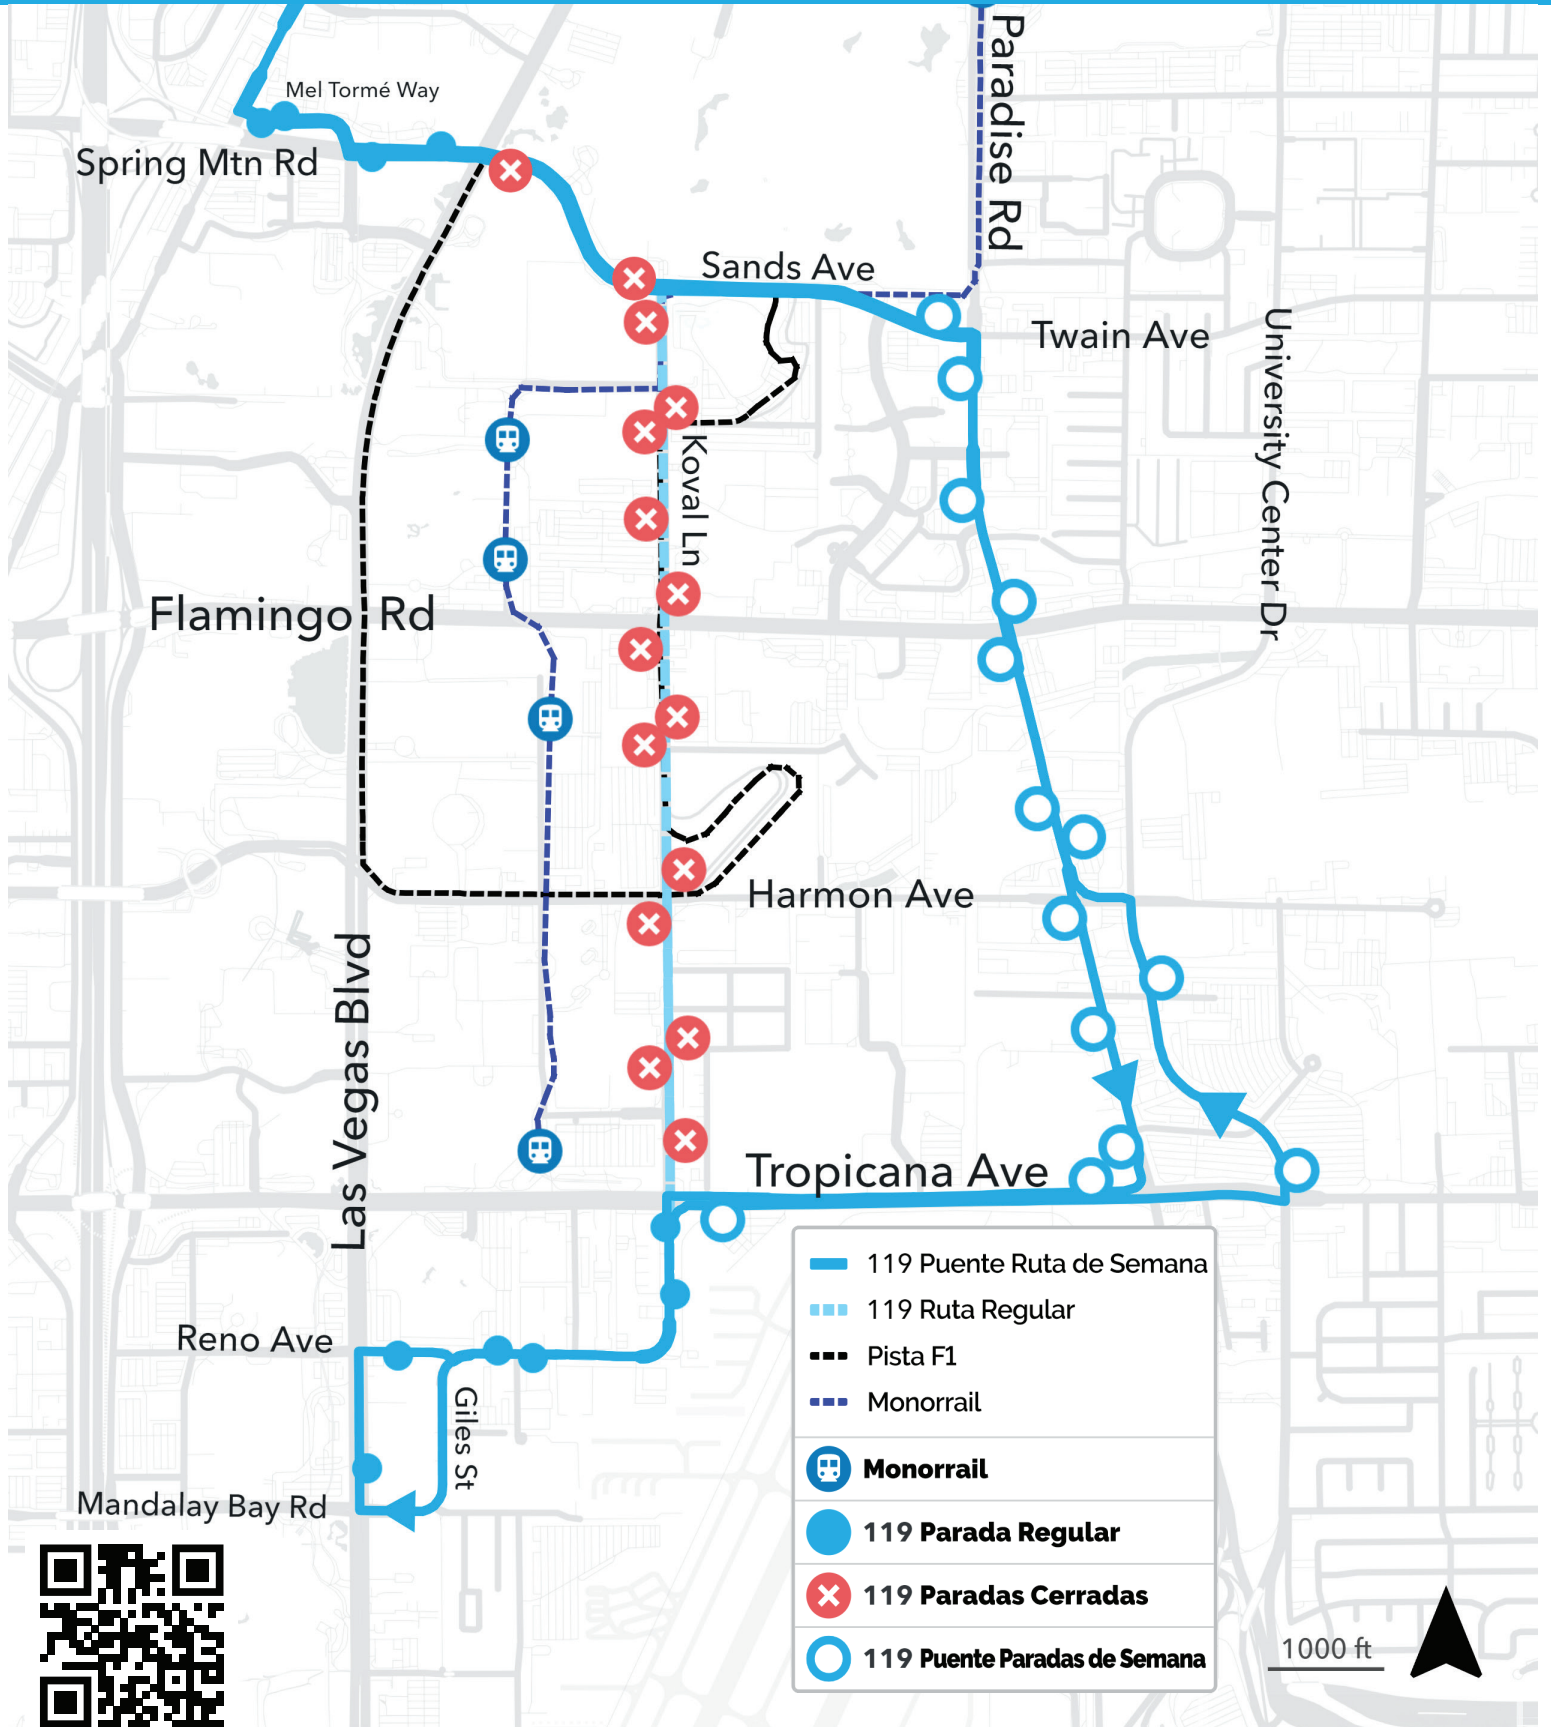 Mel Tormé Way
Spring Mtn Rd
Paradise Rd
Sands Ave
Twain Ave
University Center Dr
Koval Ln
Flamingo Rd
Harmon Ave
Las Vegas Blvd
Tropicana Ave
Reno Ave
Giles St
Mandalay Bay Rd
119 Puente Ruta de Semana
119 Ruta Regular
Pista F1
Monorrail
Monorrail
119 Parada Regular
119 Paradas Cerradas
119 Puente Paradas de Semana
1000 ft